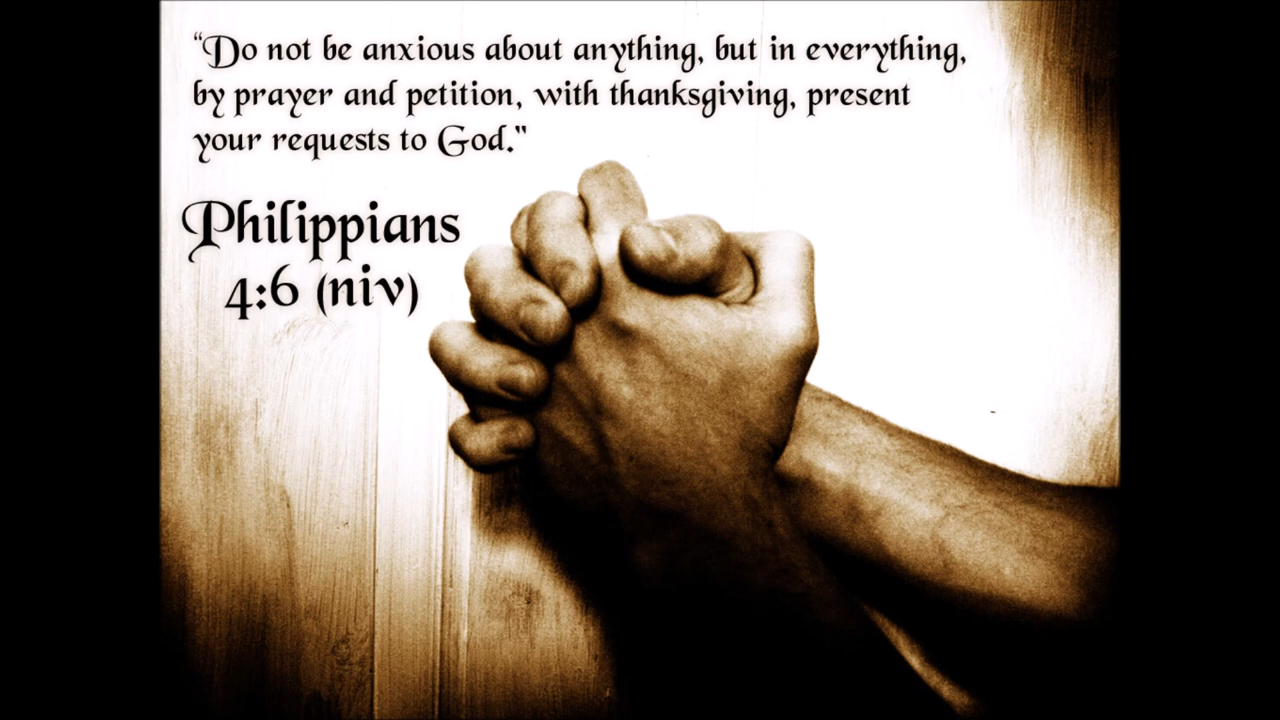 “Do not be anxious about anything, but in everything,
by prayer and petition, with thanksgiving, present
your requests to God."
Philippians
4:6 (niv)